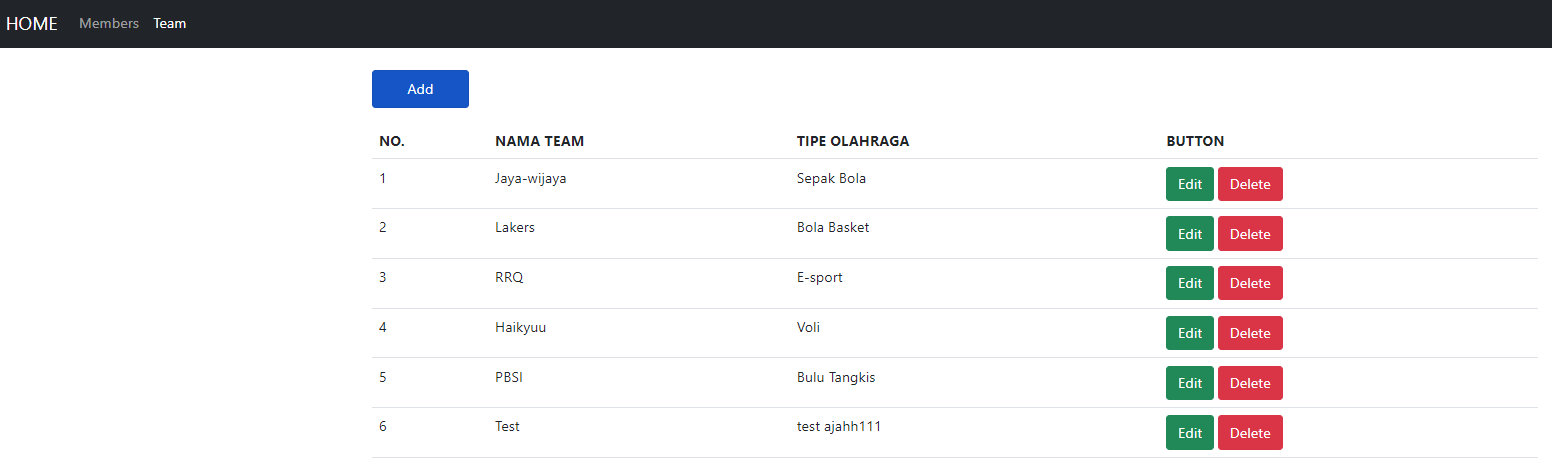 HOME Members Team
Add
NO. NAMA TEAM TIPE OLAHRAGA BUTTON
1 Jaya-wijaya Sepak Bola Edit Delete
2 Lakers Bola Basket Edit Delete
3 RRQ E-sport Edit Delete
4 Haikyuu Voli Edit Delete
5 PBSI Bulu Tangkis Edit Delete
6 Test test ajahh111 Edit Delete